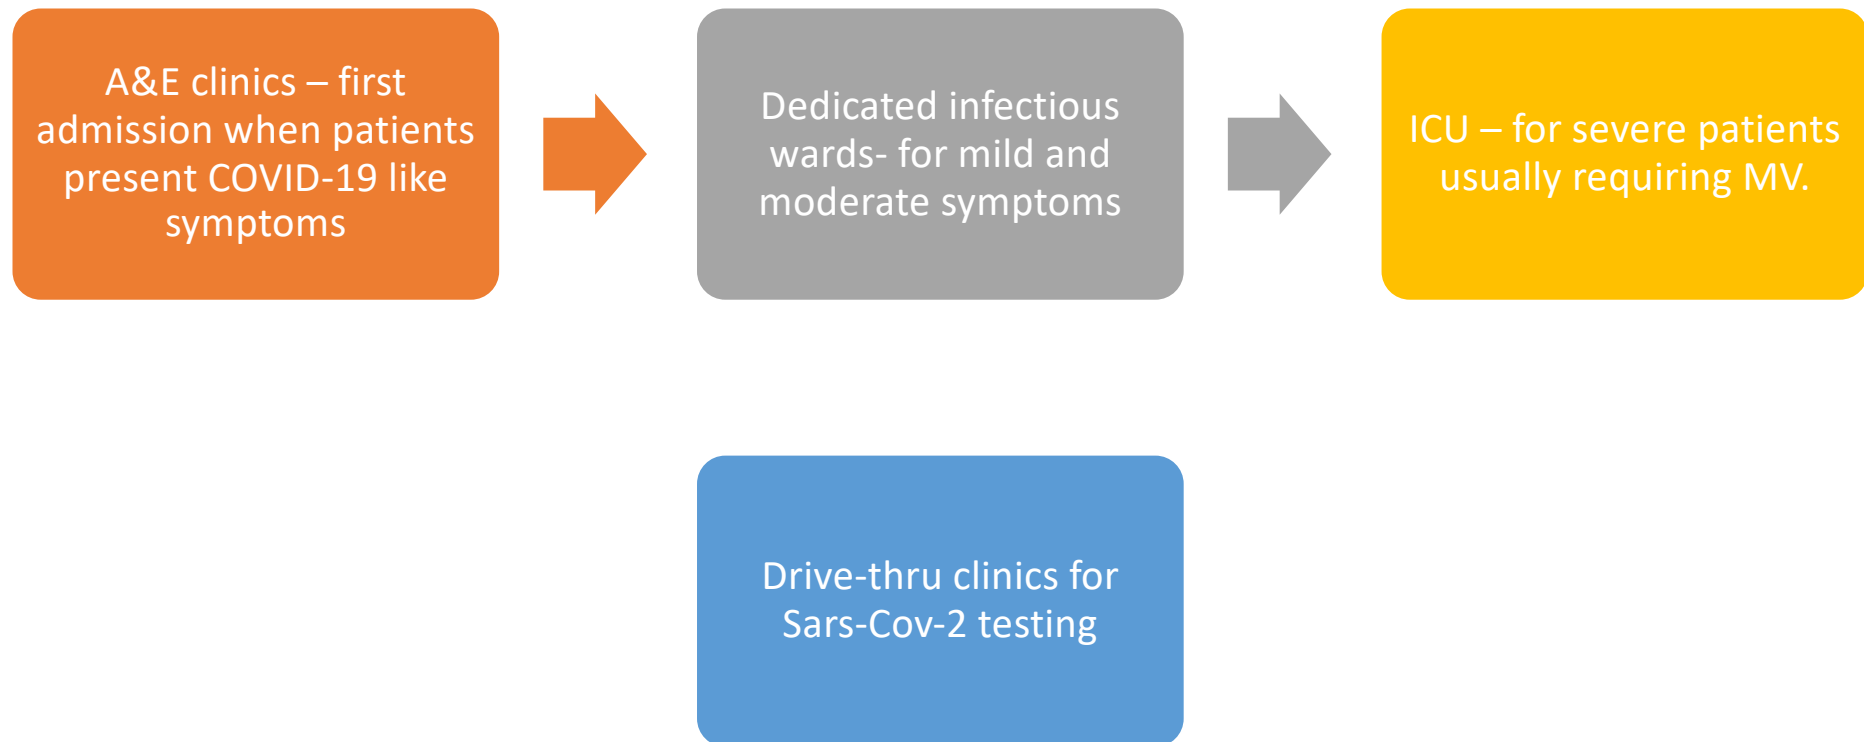 A&E clinics – first
admission when patients
present COVID-19 like
symptoms
Dedicated infectious
wards- for mild and
moderate symptoms
ICU – for severe patients
usually requiring MV.
Drive-thru clinics for
Sars-Cov-2 testing